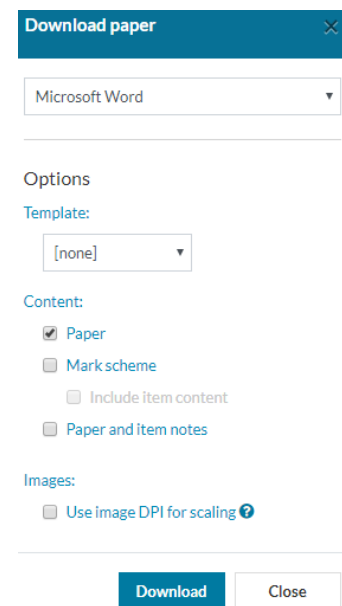 Download paper
Microsoft Word
Options
Template:
[none]
Content:
Paper
Mark scheme
Include item content
Paper and item notes
Images:
Use image DPI for scaling ?
Download Close